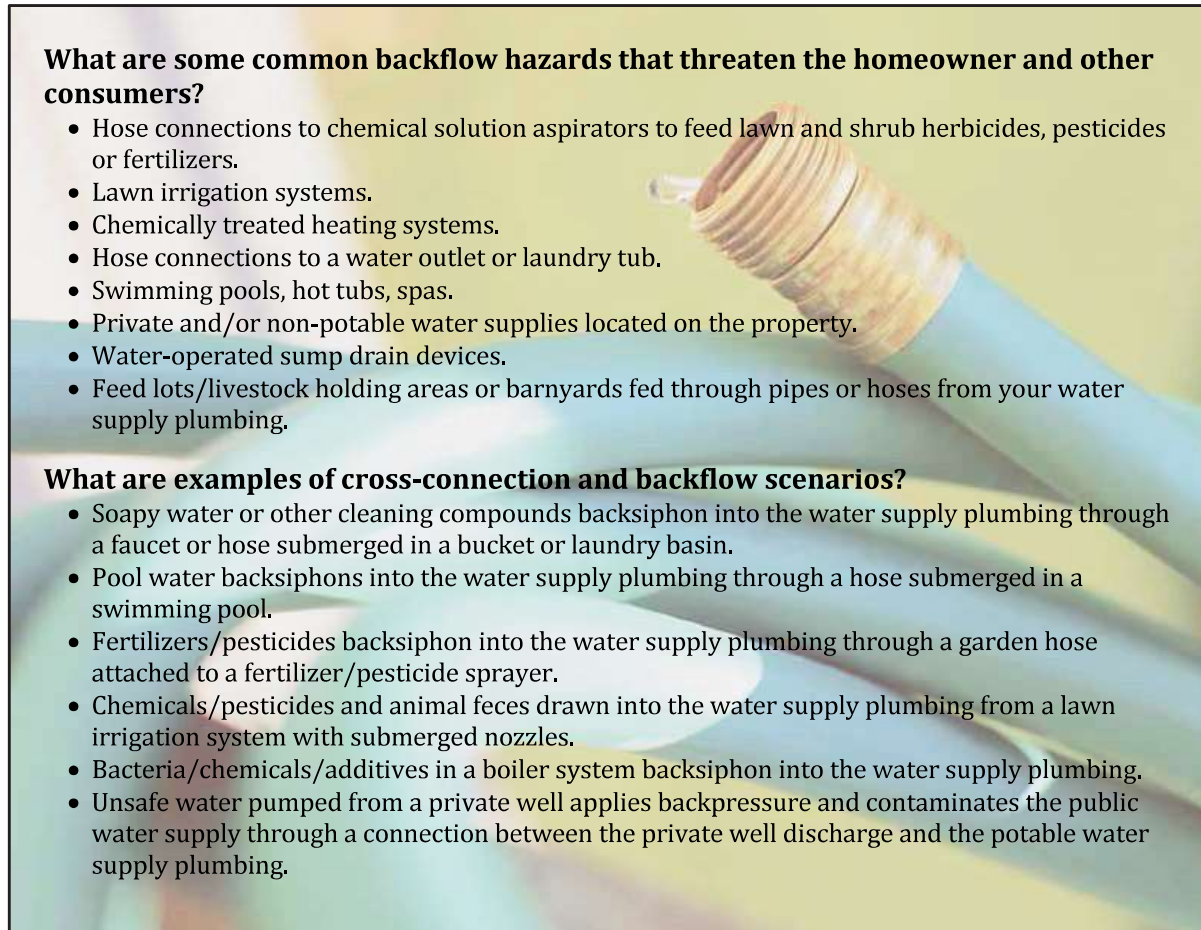 What are some common backflow hazards that threaten the homeowner and other
consumers?
• Hose connections to chemical solution aspirators to feed lawn and shrub herbicides, pesticides
or fertilizers.
• Lawn irrigation systems.
• Chemically treated heating systems.
• Hose connections to a water outlet or laundry tub.
• Swimming pools, hot tubs, spas.
• Private and/or non-potable water supplies located on the property.
• Water-operated sump drain devices.
• Feed lots/livestock holding areas or barnyards fed through pipes or hoses from your water
supply plumbing.
What are examples of cross-connection and backflow scenarios?
• Soapy water or other cleaning compounds backsiphon into the water supply plumbing through
a faucet or hose submerged in a bucket or laundry basin.
• Pool water backsiphons into the water supply plumbing through a hose submerged in a
swimming pool.
• Fertilizers/pesticides backsiphon into the water supply plumbing through a garden hose
attached to a fertilizer/pesticide sprayer.
• Chemicals/pesticides and animal feces drawn into the water supply plumbing from a lawn
irrigation system with submerged nozzles.
• Bacteria/chemicals/additives in a boiler system backsiphon into the water supply plumbing.
• Unsafe water pumped from a private well applies backpressure and contaminates the public
water supply through a connection between the private well discharge and the potable water
supply plumbing.